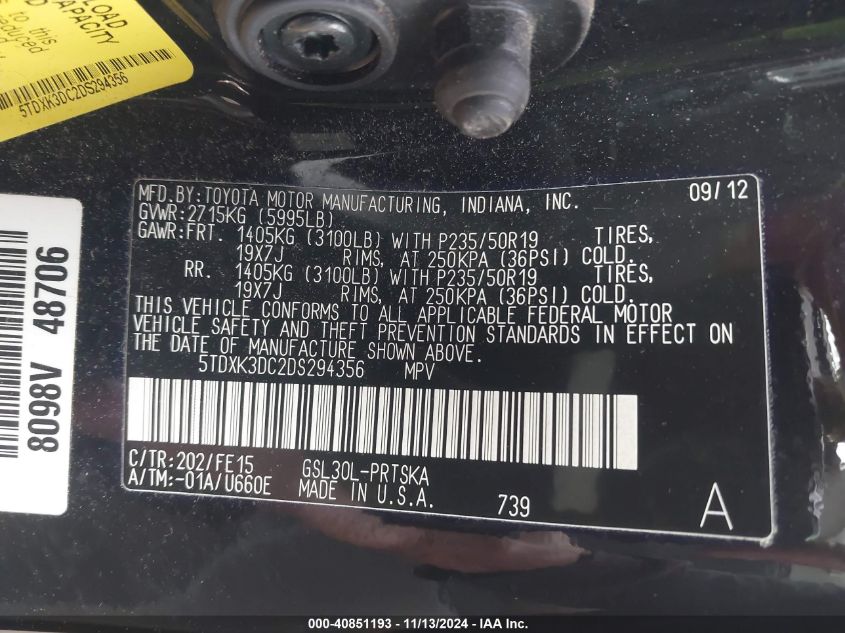 LOAD
CAPACITY
to this
5TDXK3DC2DS294356
8098V 48706
MFD.BY:TOYOTA MOTOR MANUFACTURING, INDIANA, INC. 09/12
GVWR:2715KG (5995LB)
GAWR:FRT. 1405KG (3100LB) WITH P235/50R19 TIRES,
19X7J RIMS, AT 250KPA (36PSI) COLD.
RR. 1405KG (3100LB) WITH P235/50R19 TIRES,
19X7J RIMS, AT 250KPA (36PSI) COLD.
THIS VEHICLE CONFORMS TO ALL APPLICABLE FEDERAL MOTOR
VEHICLE SAFETY AND THEFT PREVENTION STANDARDS IN EFFECT ON
THE DATE OF MANUFACTURE SHOWN ABOVE.
5TDXK3DC2DS294356 MPV
C/TR:202/FE15 GSL30L-PRTSKA
A/TM:-01A/U660E MADE IN U.S.A. 739 A
000-40851193 - 11/13/2024 - IAA Inc.